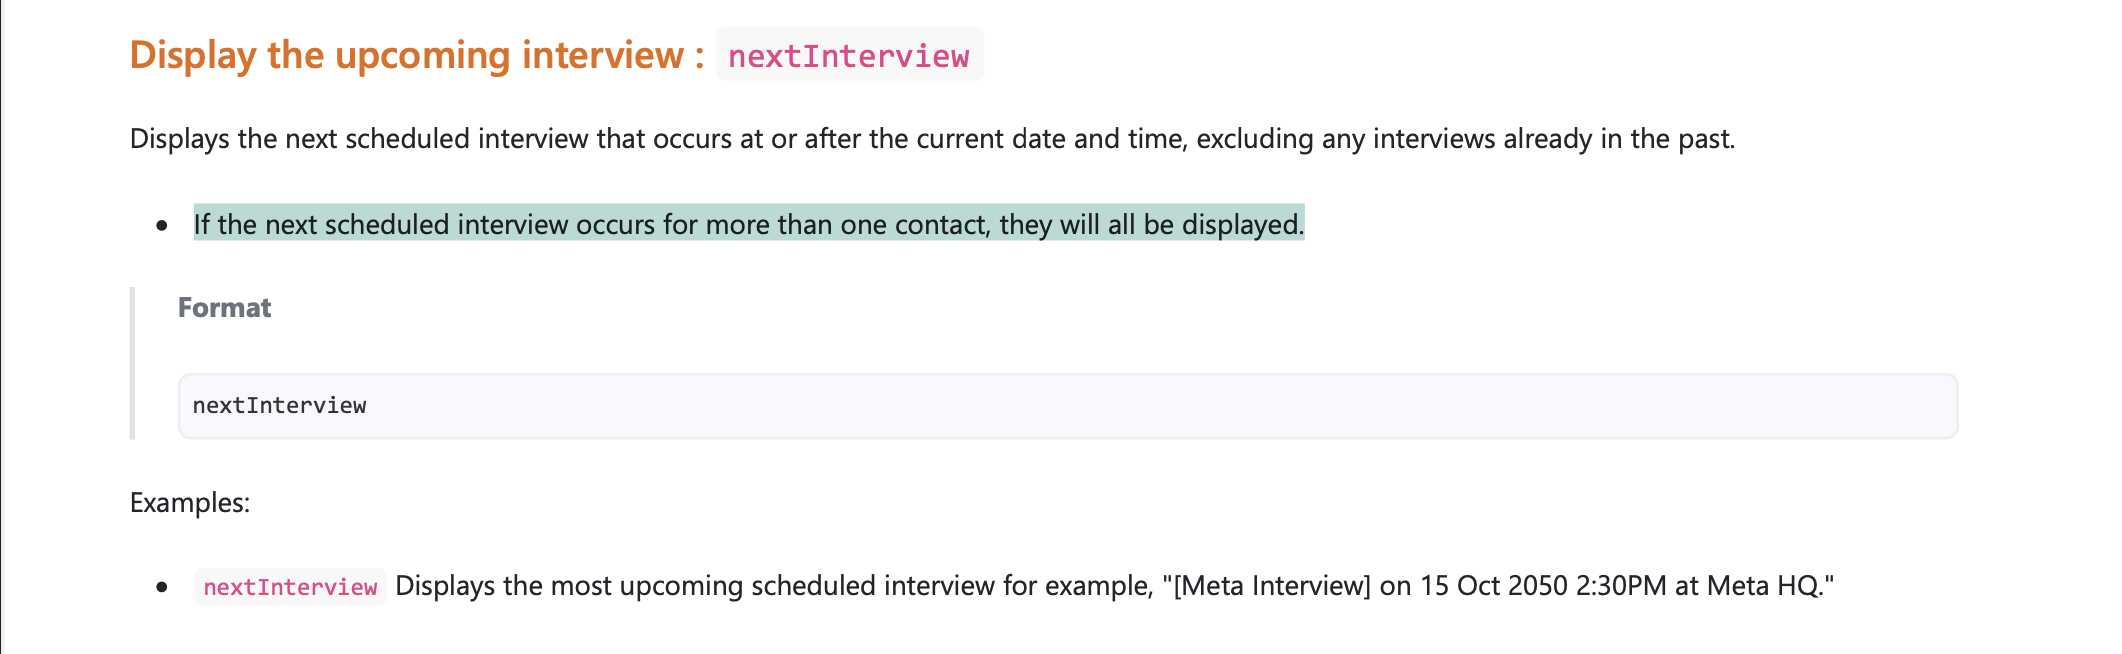 Display the upcoming interview : nextInterview
Displays the next scheduled interview that occurs at or after the current date and time, excluding any interviews already in the past.
• If the next scheduled interview occurs for more than one contact, they will all be displayed.
Format
nextInterview
Examples:
• nextInterview Displays the most upcoming scheduled interview for example, "[Meta Interview] on 15 Oct 2050 2:30PM at Meta HQ."